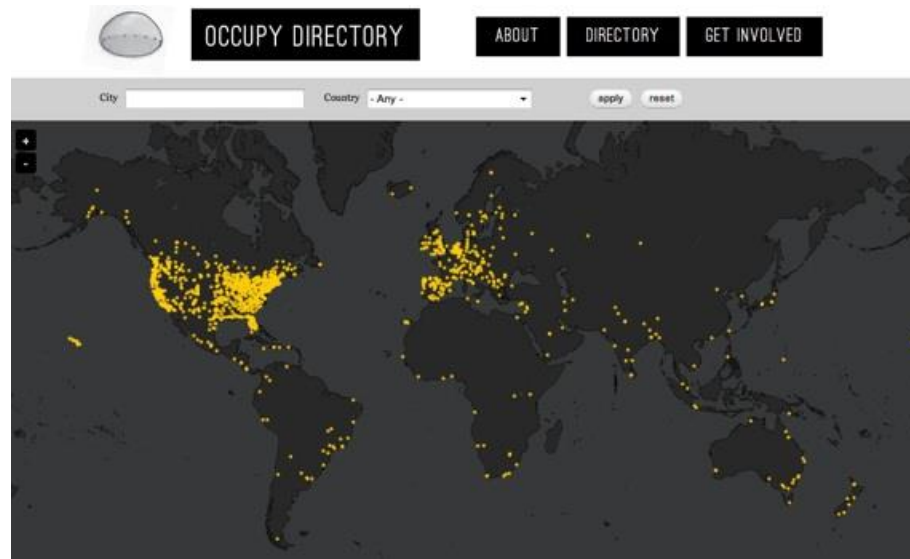 OCCUPY DIRECTORY
ABOUT
DIRECTORY
GET INVOLVED
City
Country
- Any -
apply
reset
+
-